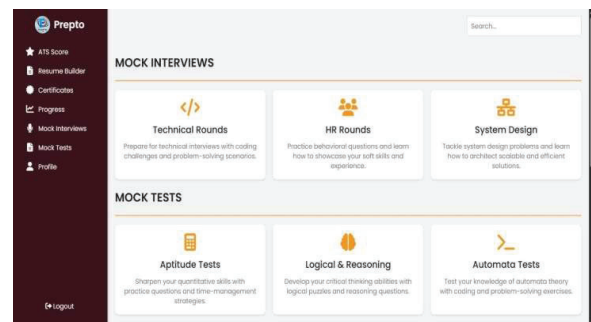 Prepto
Search...
ATS Score
Resume Builder
Certificates
Progress
Mock Interviews
Mock Tests
Profile
Logout
MOCK INTERVIEWS
Technical Rounds
Prepare for technical interviews with coding
challenges and problem-solving scenarios.
HR Rounds
Practice behavioral questions and learn
how to showcase your soft skills and
experience.
System Design
Tackle system design problems and learn
how to architect scalable and efficient
solutions.
MOCK TESTS
Aptitude Tests
Sharpen your quantitative skills with
practice questions and time-management
strategies.
Logical & Reasoning
Develop your critical thinking abilities with
logical puzzles and reasoning questions.
Automata Tests
Test your knowledge of automata theory
with coding and problem-solving exercises.